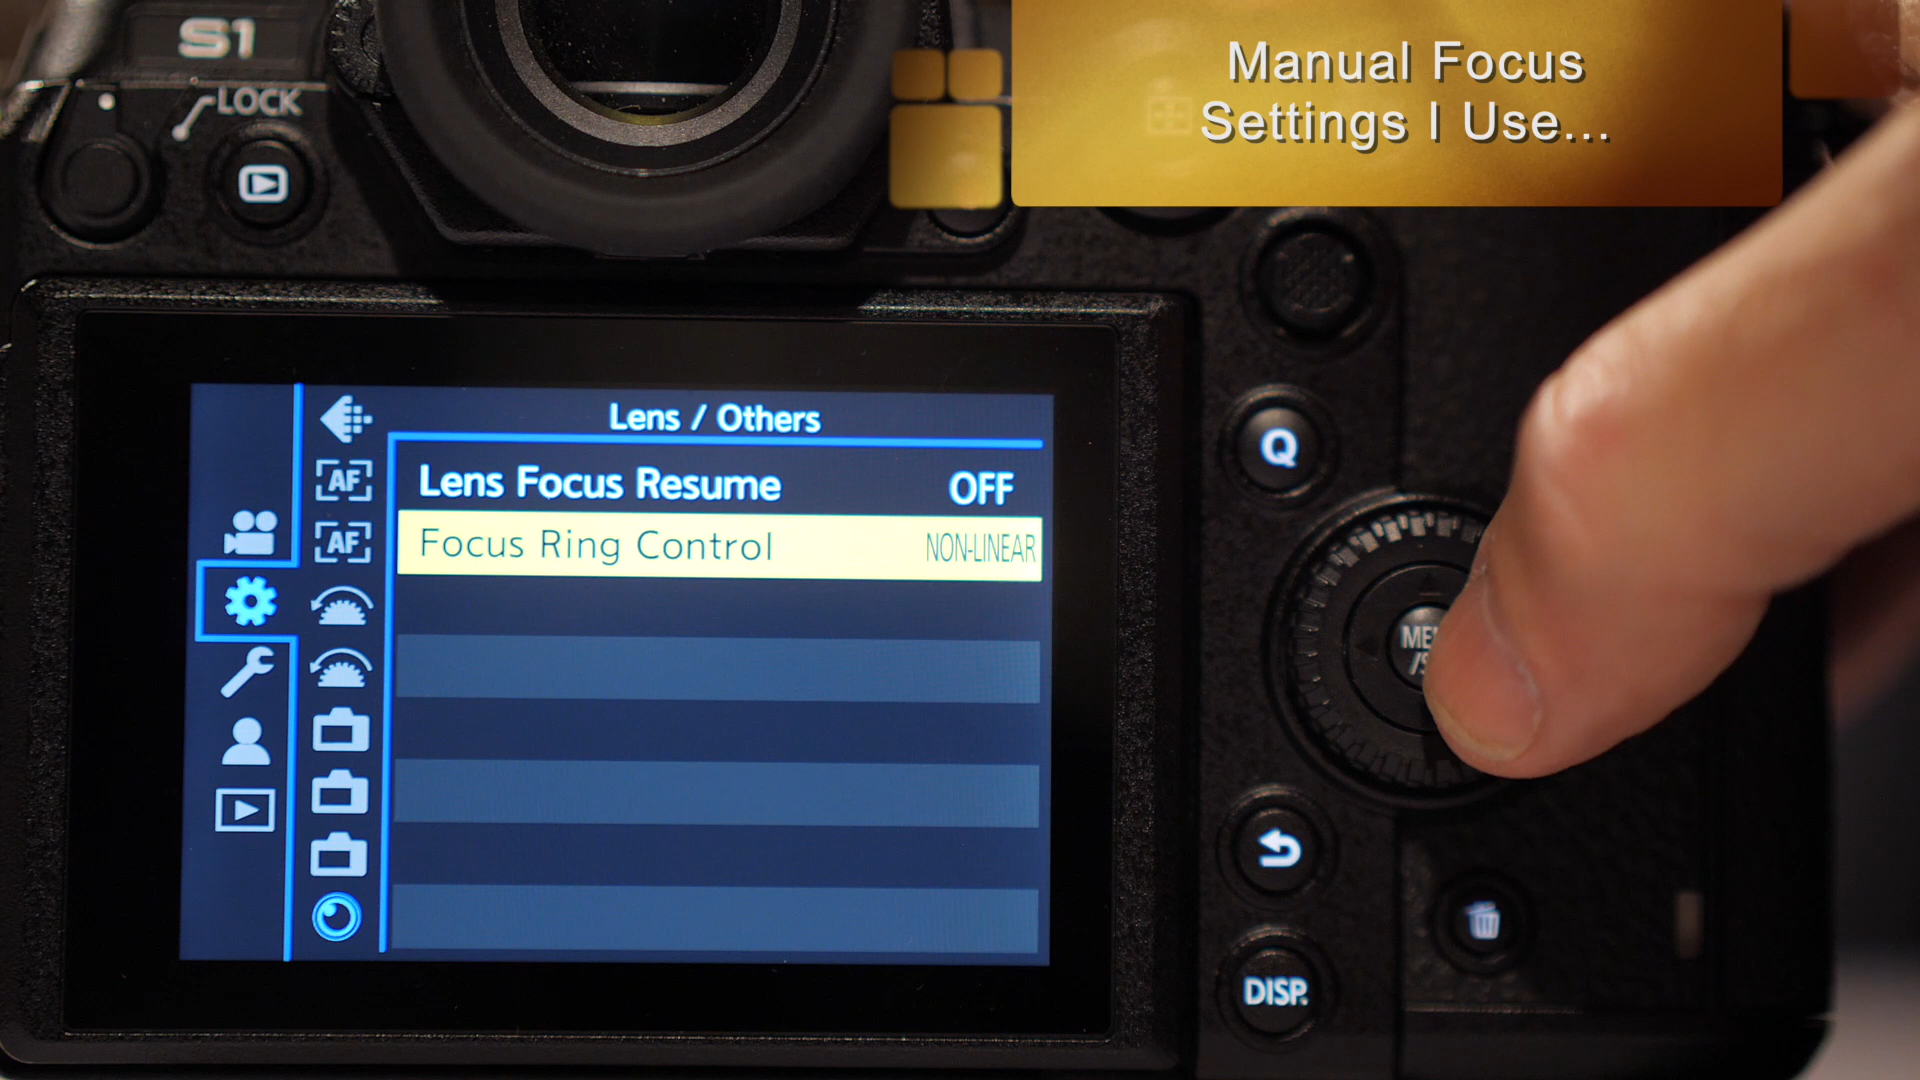 S1
LOCK
Manual Focus
Settings I Use...
Lens / Others
Lens Focus Resume OFF
AF
Focus Ring Control NON-LINEAR
AF
Q
DISP.